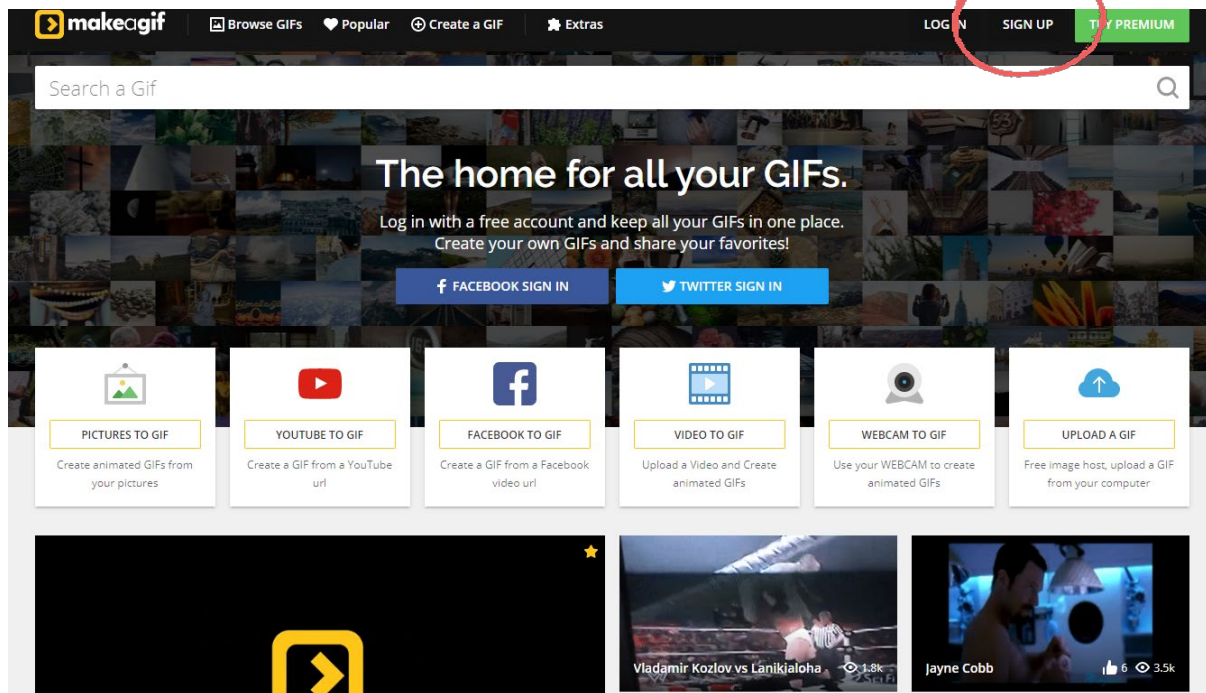 makeagif
Browse GIFs
Popular
Create a GIF
Extras
LOG IN
SIGN UP
TRY PREMIUM
Search a Gif
The home for all your GIFs.
Log in with a free account and keep all your GIFs in one place.
Create your own GIFs and share your favorites!
FACEBOOK SIGN IN
TWITTER SIGN IN
PICTURES TO GIF
Create animated GIFs from
your pictures
YOUTUBE TO GIF
Create a GIF from a YouTube
url
FACEBOOK TO GIF
Create a GIF from a Facebook
video url
VIDEO TO GIF
Upload a Video and Create
animated GIFs
WEBCAM TO GIF
Use your WEBCAM to create
animated GIFs
UPLOAD A GIF
Free image host, upload a GIF
from your computer
Vladamir Kozlov vs Lanikialoha
1.8k
Jayne Cobb
6
3.5k